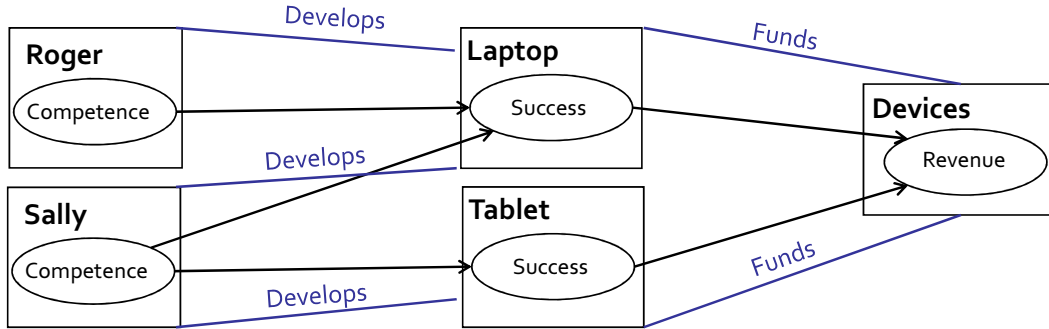 Develops
Roger
Competence
Laptop
Success
Funds
Devices
Revenue
Develops
Sally
Competence
Tablet
Success
Develops
Funds